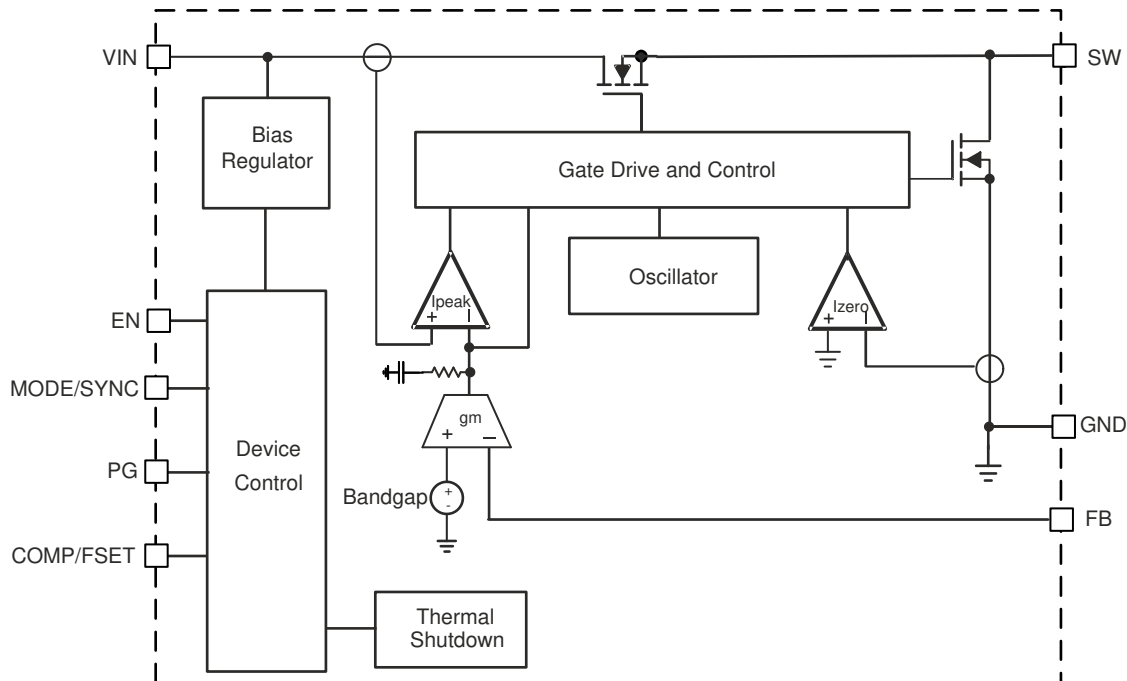 VIN
SW
Bias
Regulator
Gate Drive and Control
Oscillator
Ipeak
+ –
Izero
+ –
EN
MODE/SYNC
PG
COMP/FSET
Device
Control
gm
+ –
Bandgap
+
-
GND
FB
Thermal
Shutdown